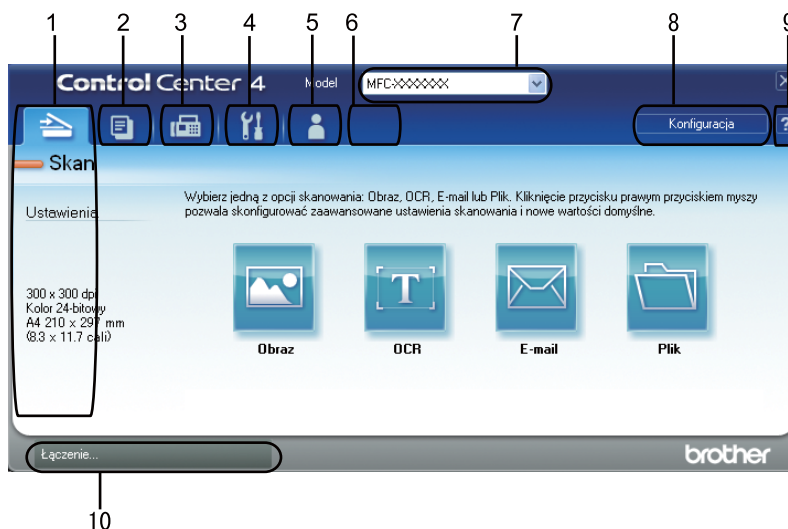 1 2 3 4 5 6 7 8 9
Control Center 4 Model MFC-XXXXXX
Konfiguracja ?
Skan
Wybierz jedną z opcji skanowania: Obraz, OCR, E-mail lub Plik. Kliknięcie przycisku prawym przyciskiem myszy
pozwala skonfigurować zaawansowane ustawienia skanowania i nowe wartości domyślne.
Ustawienia
T
300 x 300 dpi
Kolor 24-bitowy
A4 210 x 297 mm
(8.3 x 11.7 cali)
Obraz OCR E-mail Plik
Łączenie...
brother
10